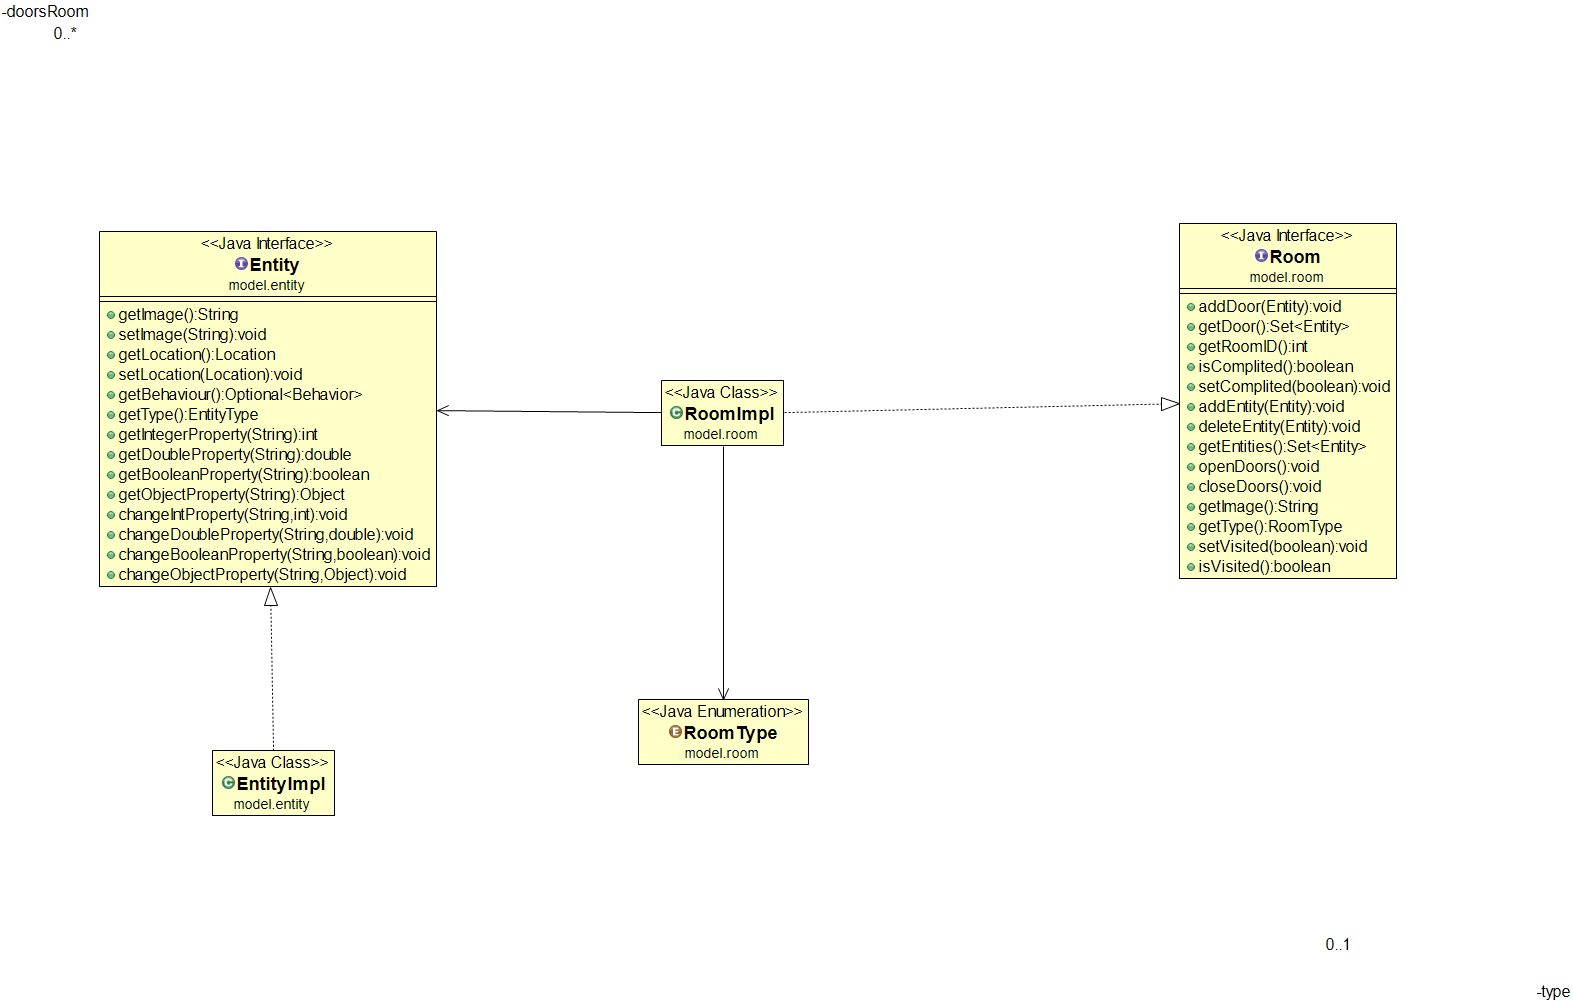 -doorsRoom
0..*
<<Java Interface>>
Entity
model.entity
getImage():String
setImage(String):void
getLocation():Location
setLocation(Location):void
getBehaviour():Optional<Behavior>
getType():EntityType
getIntegerProperty(String):int
getDoubleProperty(String):double
getBooleanProperty(String):boolean
getObjectProperty(String):Object
changeIntProperty(String,int):void
changeDoubleProperty(String,double):void
changeBooleanProperty(String,boolean):void
changeObjectProperty(String,Object):void
<<Java Class>>
RoomImpl
model.room
<<Java Interface>>
Room
model.room
addDoor(Entity):void
getDoor():Set<Entity>
getRoomID():int
isComplited():boolean
setComplited(boolean):void
addEntity(Entity):void
deleteEntity(Entity):void
getEntities():Set<Entity>
openDoors():void
closeDoors():void
getImage():String
getType():RoomType
setVisited(boolean):void
isVisited():boolean
<<Java Class>>
EntityImpl
model.entity
<<Java Enumeration>>
RoomType
model.room
0..1
-type